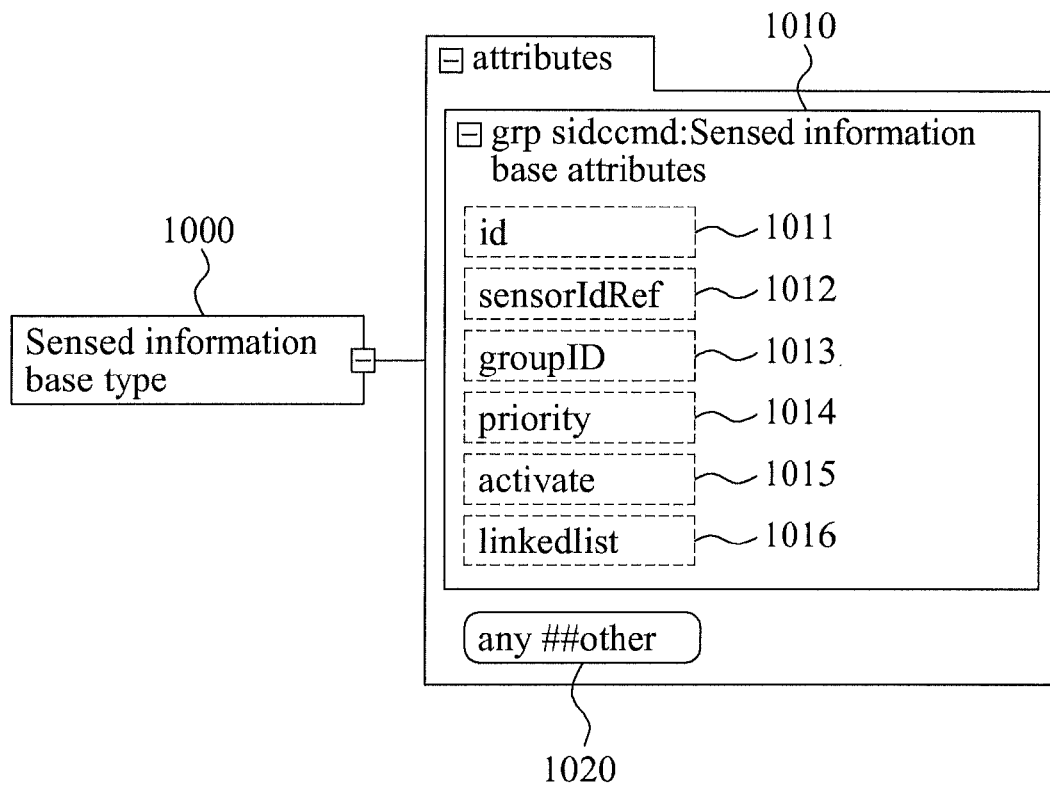 1010
attributes
grp sidccmd:Sensed information
base attributes
1000
id
1011
sensorIdRef
1012
Sensed information
base type
groupID
1013
priority
1014
activate
1015
linkedlist
1016
any ##other
1020